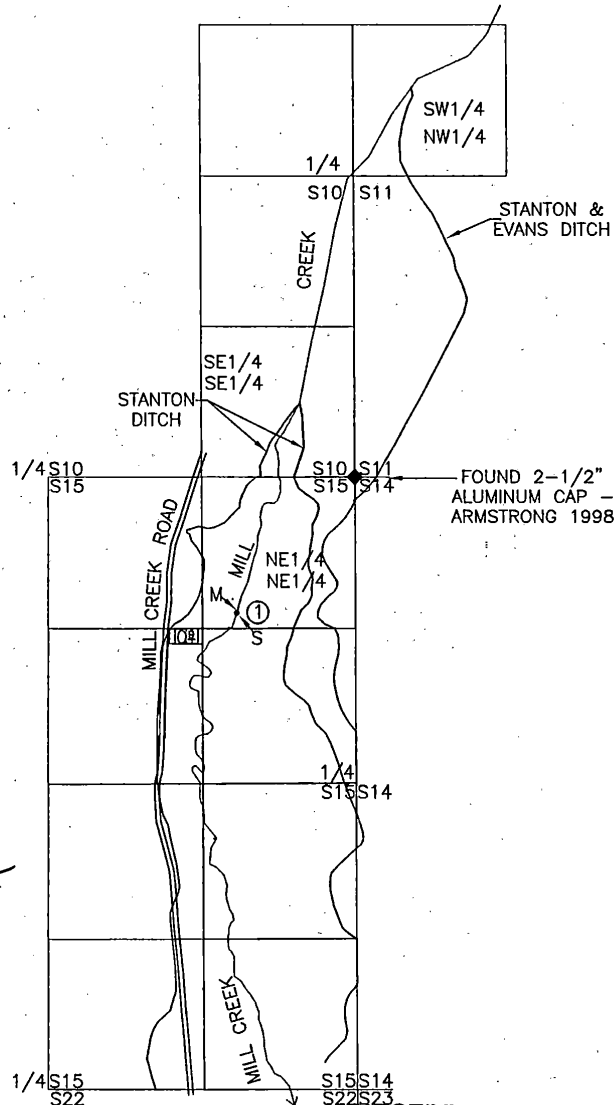 SW1/4
NW1/4
1/4
S10 S11
STANTON &
EVANS DITCH
CREEK
SE1/4
SE1/4
STANTON
DITCH
1/4 S10
S15
S10 S11
S15 S14
FOUND 2-1/2"
ALUMINUM CAP –
ARMSTRONG 1998
MILL CREEK ROAD
MILL
NE1/4
NE1/4
M
1
S
1/4
S15 S14
MILL CREEK
1/4 S15
S22
S15 S14
S22 S23